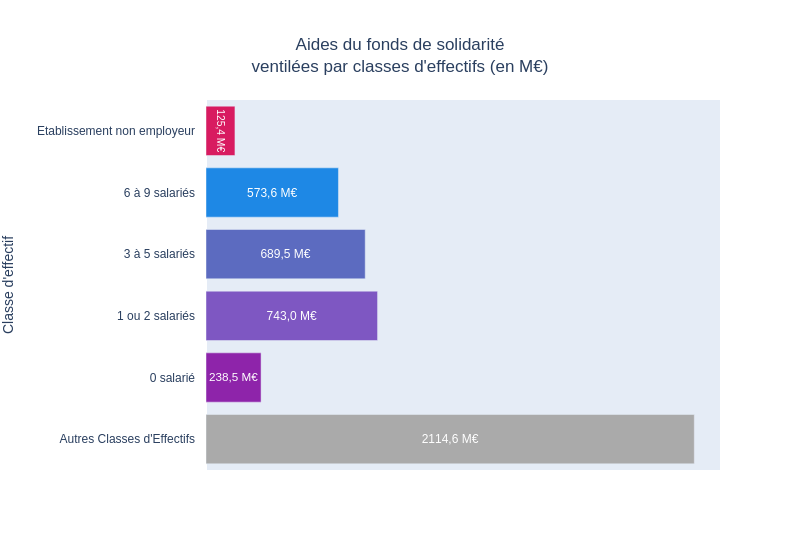 Aides du fonds de solidarité
ventilées par classes d'effectifs (en M€)
Classe d'effectif
Etablissement non employeur
125,4 M€
6 à 9 salariés
573,6 M€
3 à 5 salariés
689,5 M€
1 ou 2 salariés
743,0 M€
0 salarié
238,5 M€
Autres Classes d'Effectifs
2114,6 M€